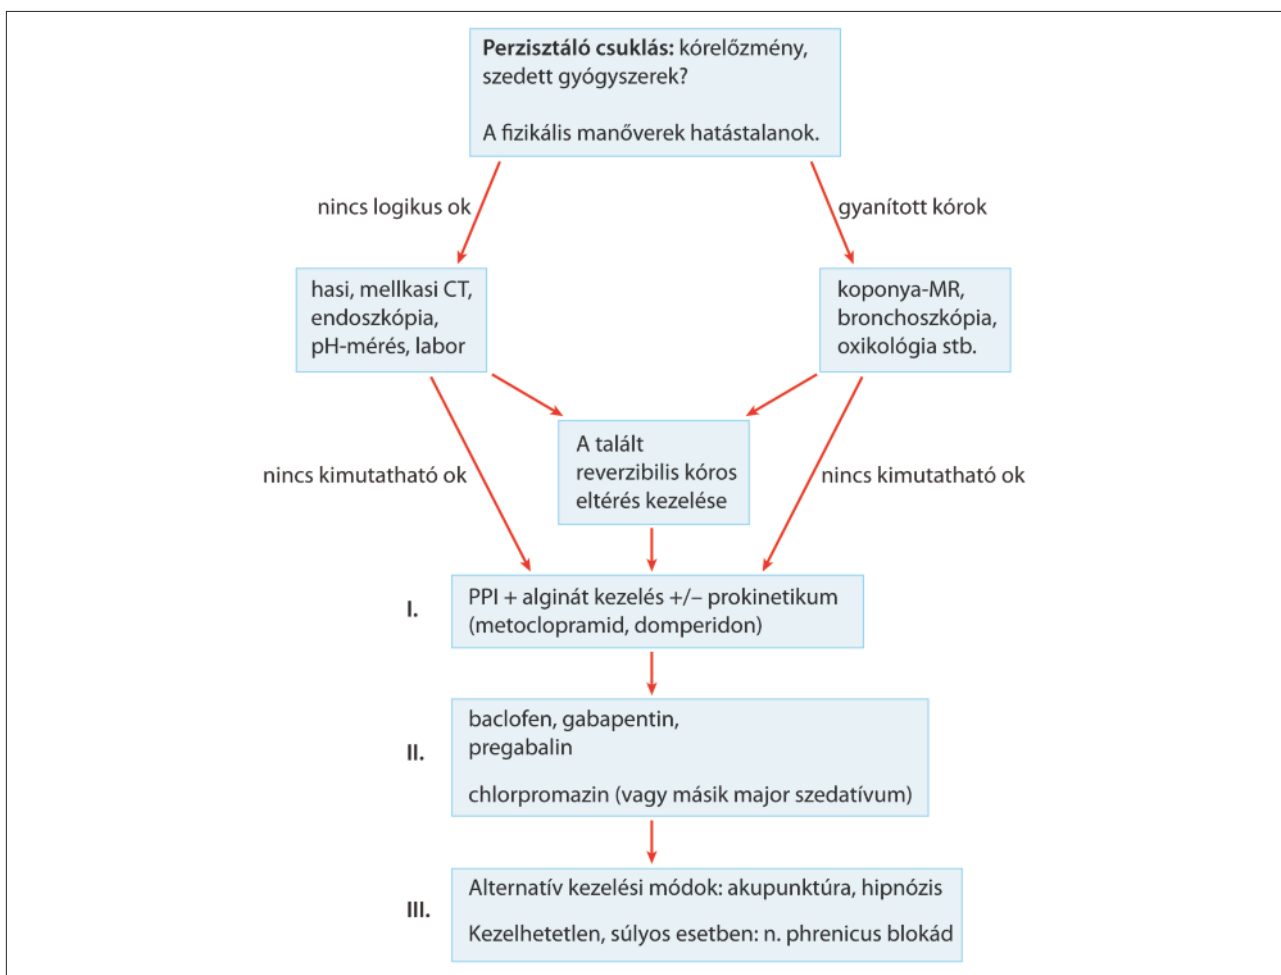 Perzisztáló csuklás: kórelőzmény,
szedett gyógyszerek?
A fizikális manőverek hatástalanok.
nincs logikus ok
gyanított kórok
hasi, mellkasi CT,
endoszkópia,
pH-mérés, labor
koponya-MR,
bronchoszkópia,
oxikológia stb.
A talált
reverzibilis kóros
eltérés kezelése
nincs kimutatható ok
nincs kimutatható ok
I.
PPI + alginát kezelés +/– prokinetikum
(metoclopramid, domperidon)
II.
baclofen, gabapentin,
pregabalin
chlorpromazin (vagy másik major szedatívum)
III.
Alternatív kezelési módok: akupunktúra, hipnózis
Kezelhetetlen, súlyos esetben: n. phrenicus blokád